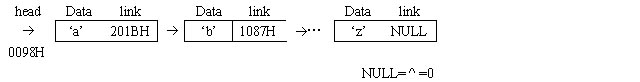 head Data link Data link Data link
→ ‘a’ 201BH → ‘b’ 1087H →⋯ ‘z’ NULL
0098H
NULL=^=0